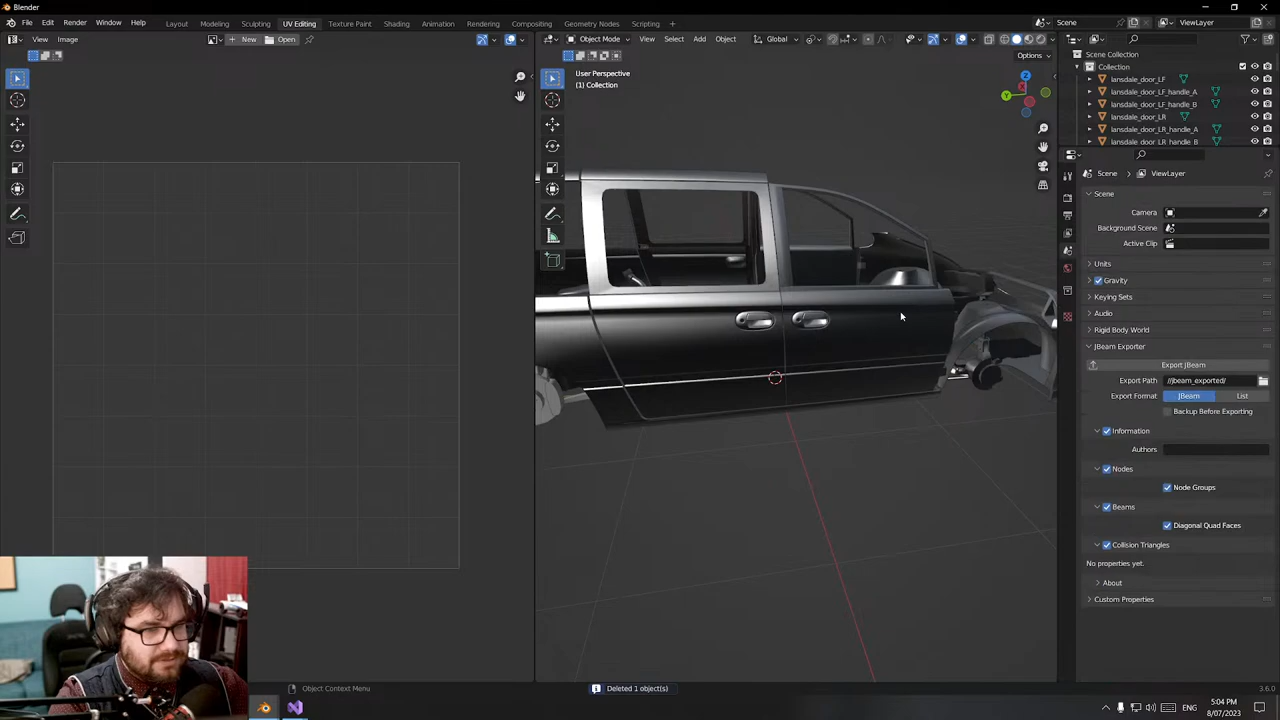 Blender
File Edit Render Window Help Layout Modeling Sculpting UV Editing Texture Paint Shading Animation Rendering Compositing Geometry Nodes Scripting Scene ViewLayer
View Image New Open Object Mode View Select Add Object Global
Options
Scene Collection
Collection
lansdale_door_LF
lansdale_door_LF_handle_A
lansdale_door_LF_handle_B
lansdale_door_LR
lansdale_door_LR_handle_A
lansdale_door_LR_handle_B
User Perspective
(1) Collection
Scene ViewLayer
Scene
Camera
Background Scene
Active Clip
Units
Gravity
Keying Sets
Audio
Rigid Body World
JBeam Exporter
Export JBeam
Export Path //jbeam_exported/
Export Format JBeam List
Backup Before Exporting
Information
Authors
Nodes
Node Groups
Beams
Diagonal Quad Faces
Collision Triangles
No properties yet.
About
Custom Properties
Object Context Menu
Deleted 1 object(s)
3.6.0
ENG
5:04 PM
8/07/2023